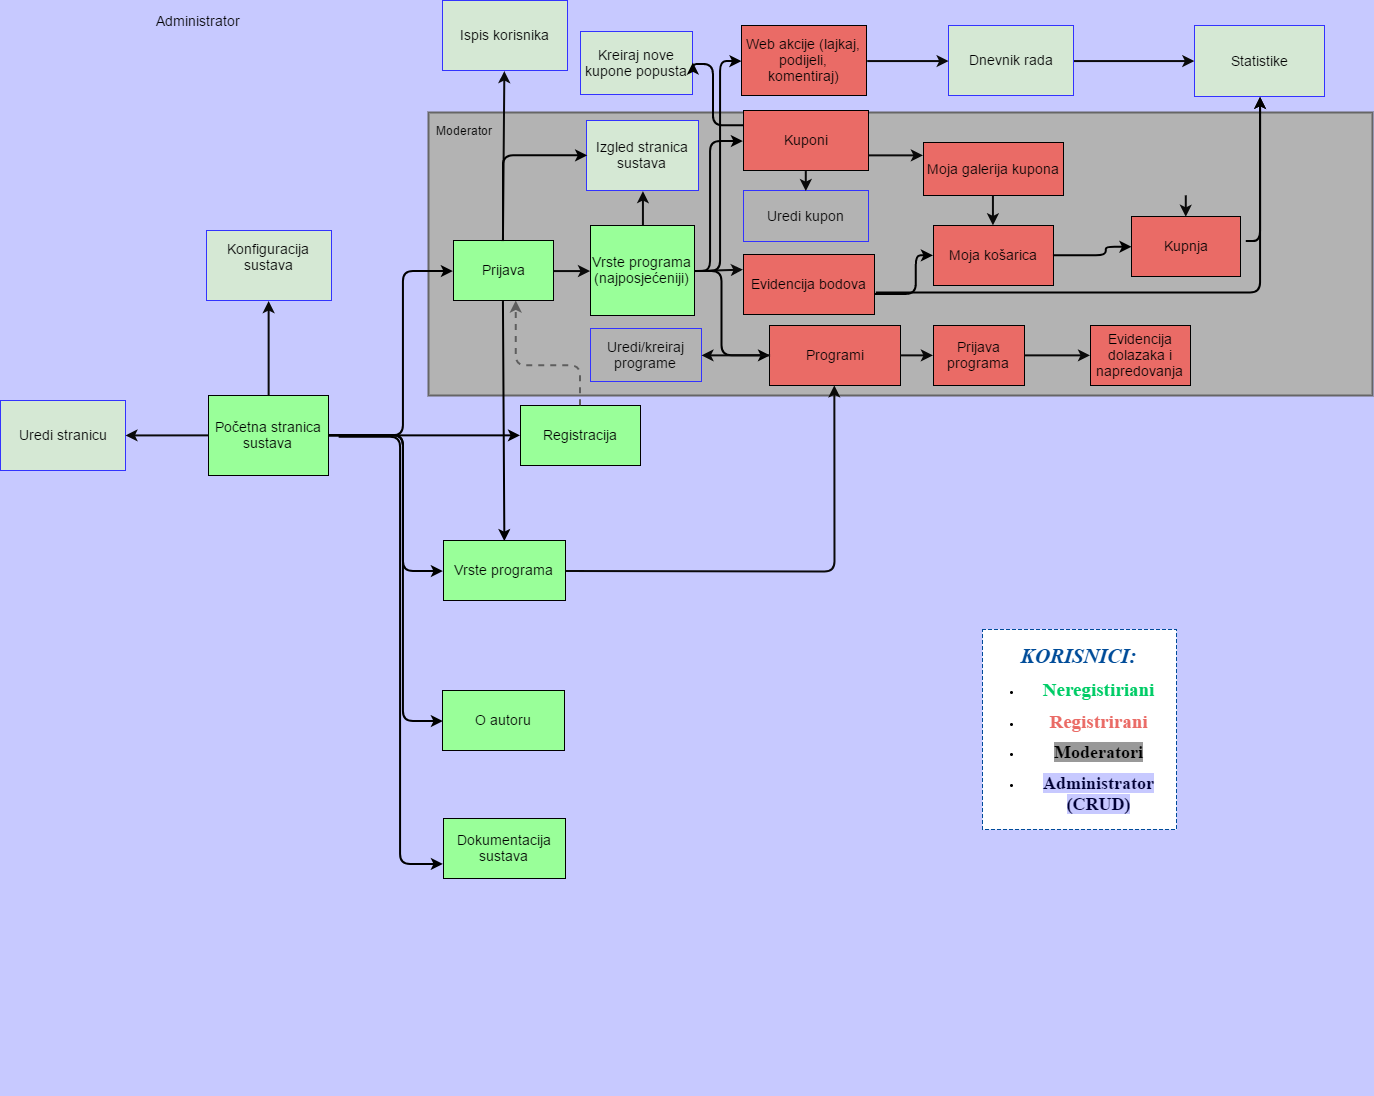 Administrator
Ispis korisnika
Kreiraj nove
kupone popusta
Web akcije (lajkaj,
podijeli,
komentiraj)
Dnevnik rada
Statistike
Moderator
Izgled stranica
sustava
Kuponi
Moja galerija kupona
Uredi kupon
Konfiguracija
sustava
Prijava
Vrste programa
(najposjećeniji)
Evidencija bodova
Moja košarica
Kupnja
Uredi/kreiraj
programe
Programi
Prijava
programa
Evidencija
dolazaka i
napredovanja
Uredi stranicu
Početna stranica
sustava
Registracija
Vrste programa
O autoru
Dokumentacija
sustava
KORISNICI:
• Neregistiriani
• Registrirani
• Moderatori
• Administrator
(CRUD)